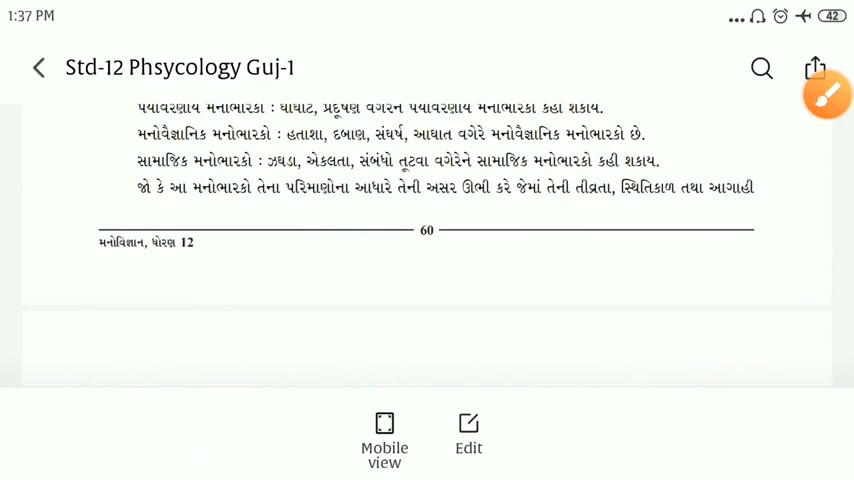 1:37 PM
... 42
Std-12 Phsycology Guj-1
પર્યાવરણીય મનોભારકો : ઘોંઘાટ, પ્રદૂષણ વગેરેને પર્યાવરણીય મનોભારકો કહી શકાય.
મનોવૈજ્ઞાનિક મનોભારકો : હતાશા, દબાણ, સંઘર્ષ, આઘાત વગેરે મનોવૈજ્ઞાનિક મનોભારકો છે.
સામાજિક મનોભારકો : ઝઘડા, એકલતા, સંબંધો તૂટવા વગેરેને સામાજિક મનોભારકો કહી શકાય.
જો કે આ મનોભારકો તેના પરિમાણોના આધારે તેની અસર ઊભી કરે જેમાં તેની તીવ્રતા, સ્થિતિકાળ તથા આગાહી
60
મનોવિજ્ઞાન, ધોરણ 12
Mobile view
Edit